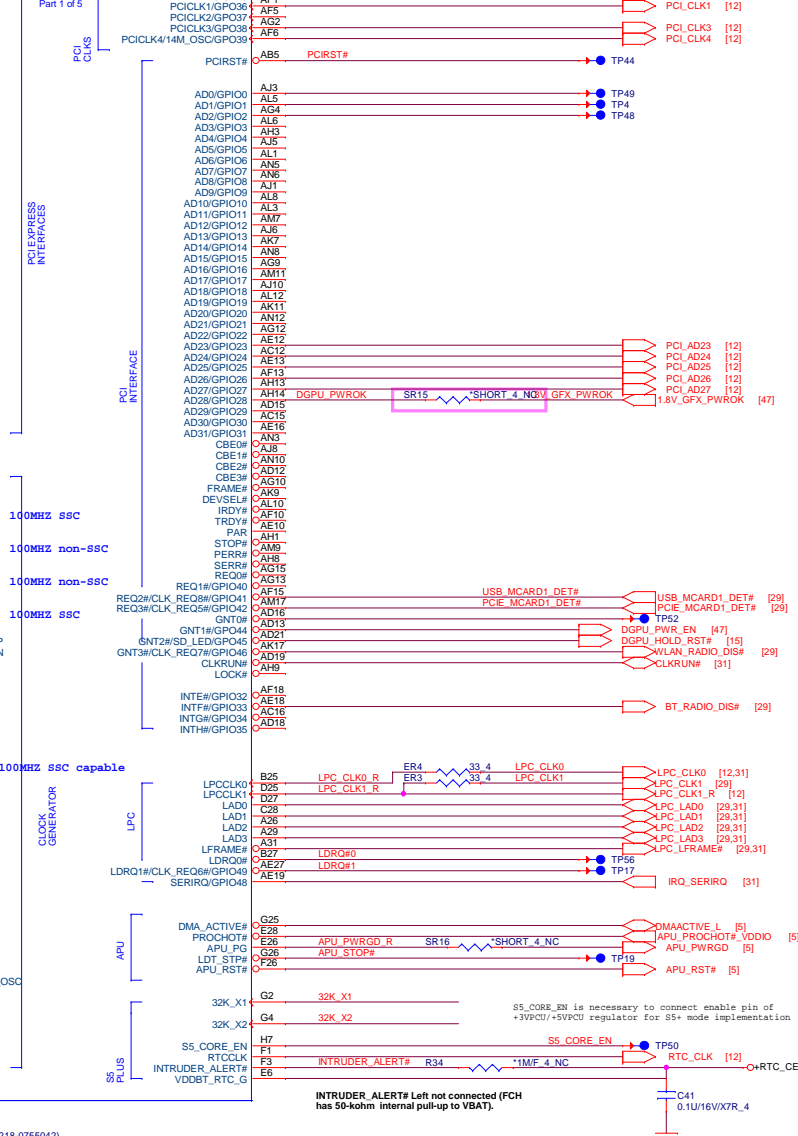 Part 1 of 5
PCICLK1/GPO36 AF1 PCI_CLK1 [12]
PCICLK2/GPO37 AF5
PCICLK3/GPO38 AG2 PCI_CLK3 [12]
PCICLK4/14M_OSC/GPO39 AF6 PCI_CLK4 [12]
PCI CLKS
PCIRST# AB5 PCIRST# TP44
AD0/GPIO0 AJ3 TP49
AD1/GPIO1 AL5 TP4
AD2/GPIO2 AG4 TP48
AD3/GPIO3 AL6
AD4/GPIO4 AH3
AD5/GPIO5 AJ5
AD6/GPIO6 AL1
AD7/GPIO7 AN5
AD8/GPIO8 AN6
AD9/GPIO9 AJ1
AD10/GPIO10 AL8
AD11/GPIO11 AL3
AD12/GPIO12 AM7
AD13/GPIO13 AJ6
AD14/GPIO14 AK7
AD15/GPIO15 AN8
AD16/GPIO16 AG9
AD17/GPIO17 AM11
AD18/GPIO18 AJ10
AD19/GPIO19 AL12
AD20/GPIO20 AK11
AD21/GPIO21 AN12
AD22/GPIO22 AG12
AD23/GPIO23 AE12 PCI_AD23 [12]
AD24/GPIO24 AC12 PCI_AD24 [12]
AD25/GPIO25 AE13 PCI_AD25 [12]
AD26/GPIO26 AF13 PCI_AD26 [12]
AD27/GPIO27 AH13 PCI_AD27 [12]
AD28/GPIO28 AH14 DGPU_PWROK SR15 *SHORT_4_NC 1.8V_GFX_PWROK 1.8V_GFX_PWROK [47]
AD29/GPIO29 AD15
AD30/GPIO30 AC15
AD31/GPIO31 AE16
CBE0# AN3
CBE1# AJ8
CBE2# AN10
CBE3# AD12
FRAME# AG10
DEVSEL# AK9
IRDY# AL10
TRDY# AF10
PAR AE10
STOP# AH1
PERR# AM9
SERR# AH8
REQ0# AG15
REQ1#/GPIO40 AG13
REQ2#/CLK_REQ8#/GPIO41 AF15 USB_MCARD1_DET# USB_MCARD1_DET# [29]
REQ3#/CLK_REQ5#/GPIO42 AM17 PCIE_MCARD1_DET# PCIE_MCARD1_DET# [29]
GNT0# AD16 TP52
GNT1#/GPO44 AD13 DGPU_PWR_EN [47]
GNT2#/SD_LED/GPO45 AD21 DGPU_HOLD_RST# [15]
GNT3#/CLK_REQ7#/GPIO46 AK17 WLAN_RADIO_DIS# [29]
CLKRUN# AD19 CLKRUN# [31]
LOCK# AH9
INTE#/GPIO32 AF18
INTF#/GPIO33 AE18 BT_RADIO_DIS# [29]
INTG#/GPIO34 AC16
INTH#/GPIO35 AD18
PCI EXPRESS INTERFACES
PCI INTERFACE
100MHZ SSC
100MHZ non-SSC
100MHZ non-SSC
100MHZ SSC
100MHZ SSC capable
CLOCK GENERATOR
LPC
LPCCLK0 B25 LPC_CLK0_R ER4 33_4 LPC_CLK0 LPC_CLK0 [12,31]
ER3 33_4 LPC_CLK1 LPC_CLK1 [29]
LPCCLK1 D25 LPC_CLK1_R LPC_CLK1_R [12]
LAD0 D27 LPC_LAD0 [29,31]
LAD1 C28 LPC_LAD1 [29,31]
LAD2 A26 LPC_LAD2 [29,31]
LAD3 A29 LPC_LAD3 [29,31]
LFRAME# A31 LPC_LFRAME# [29,31]
LDRQ0# B27 LDRQ#0 TP56
LDRQ1#/CLK_REQ6#/GPIO49 AE27 LDRQ#1 TP17
SERIRQ/GPIO48 AE19 IRQ_SERIRQ [31]
APU
DMA_ACTIVE# G25 DMAACTIVE_L [5]
PROCHOT# E28 APU_PROCHOT#_VDDIO [5]
APU_PG E26 APU_PWRGD_R SR16 *SHORT_4_NC APU_PWRGD [5]
LDT_STP# G26 APU_STOP# TP19
APU_RST# F26 APU_RST# [5]
OSC
S5 PLUS
32K_X1 G2 32K_X1
32K_X2 G4 32K_X2
S5_CORE_EN is necessary to connect enable pin of
+3VPCU/+5VPCU regulator for S5+ mode implementation
S5_CORE_EN H7 S5_CORE_EN TP50
RTCCLK F1 RTC_CLK [12]
INTRUDER_ALERT# F3 INTRUDER_ALERT# R34 *1M/F_4_NC +RTC_CE
VDDBT_RTC_G E6
C41
0.1U/16V/X7R_4
INTRUDER_ALERT# Left not connected (FCH
has 50-kohm internal pull-up to VBAT).